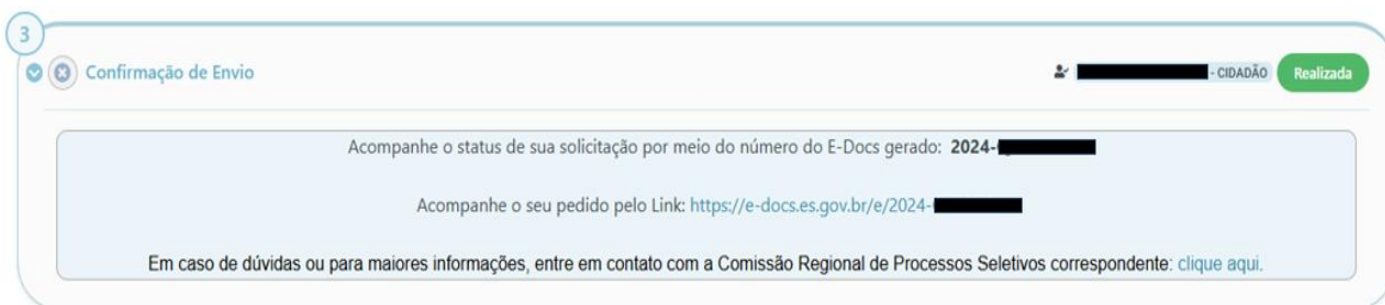 3
Confirmação de Envio
- CIDADÃO
Realizada
Acompanhe o status de sua solicitação por meio do número do E-Docs gerado: 2024-
Acompanhe o seu pedido pelo Link: https://e-docs.es.gov.br/e/2024-
Em caso de dúvidas ou para maiores informações, entre em contato com a Comissão Regional de Processos Seletivos correspondente: clique aqui.